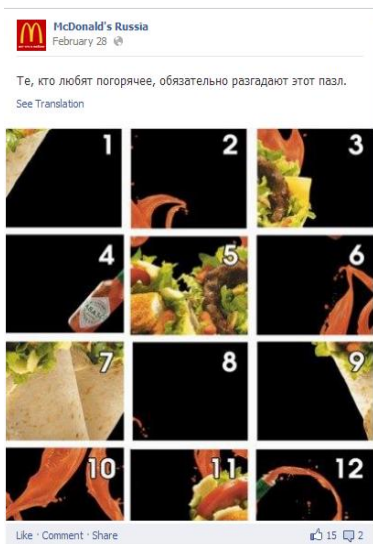 McDonald's Russia
February 28
Те, кто любят погорячее, обязательно разгадают этот пазл.
See Translation
1 2 3
4 5 6
7 8 9
10 11 12
Like · Comment · Share 15 2